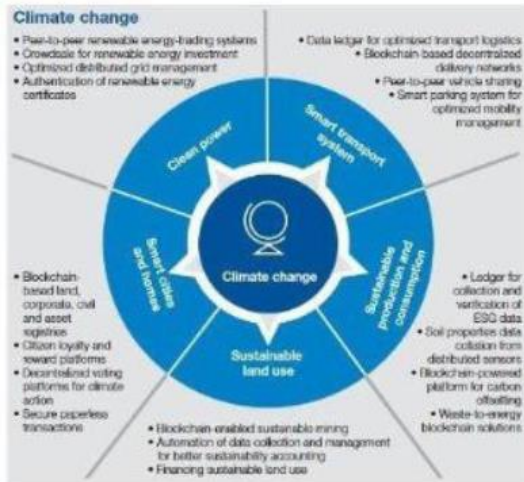 Climate change
• Peer-to-peer renewable energy-trading systems
• Crowdsale for renewable energy investment
• Optimized distributed grid management
• Authentication of renewable energy
certificates
• Data ledger for optimized transport logistics
• Blockchain-based decentralized
delivery networks
• Peer-to-peer vehicle sharing
• Smart parking system for
optimized mobility
management
Clean power
Smart transport
system
Smart cities
and homes
Climate change
Sustainable
production and
consumption
Sustainable
land use
• Blockchain-
based land,
corporate, civil
and asset
registries
• Citizen loyalty and
reward platforms
• Decentralized voting
platforms for climate
action
• Secure paperless
transactions
• Ledger for
collection and
verification of
ESG data
• Soil properties data
collation from
distributed sensors
• Blockchain-powered
platform for carbon
offsetting
• Waste-to-energy
blockchain solutions
• Blockchain-enabled sustainable mining
• Automation of data collection and management
for better sustainability accounting
• Financing sustainable land use